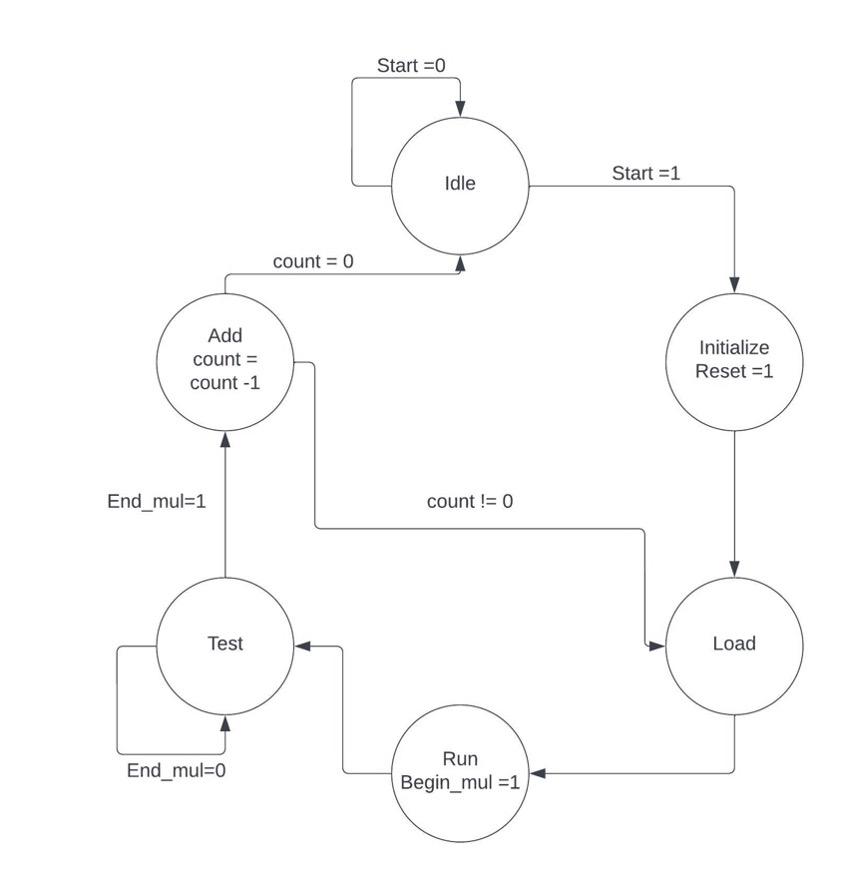 Start =0
Idle
Start =1
count = 0
Add
count =
count -1
Initialize
Reset =1
End_mul=1
count != 0
Test
Load
End_mul=0
Run
Begin_mul =1